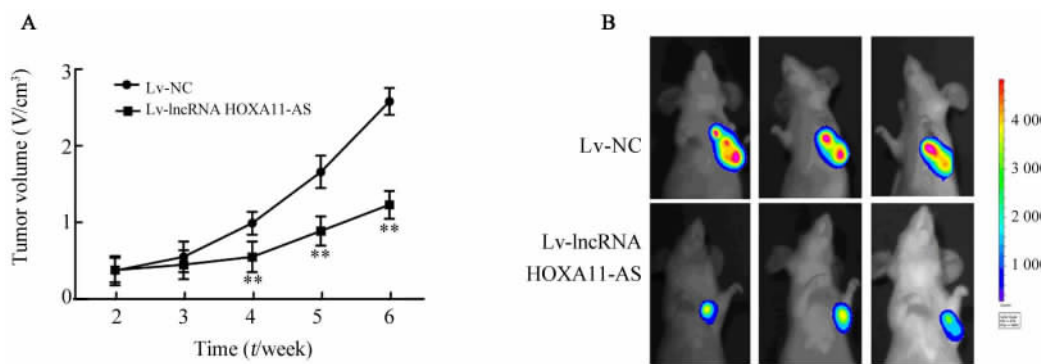 A
Tumor volume (V/cm³)
3
2
1
0
Lv-NC
Lv-lncRNA HOXA11-AS
**
**
**
2 3 4 5 6
Time (t/week)
B
Lv-NC
Lv-lncRNA
HOXA11-AS
4 000
3 000
2 000
1 000